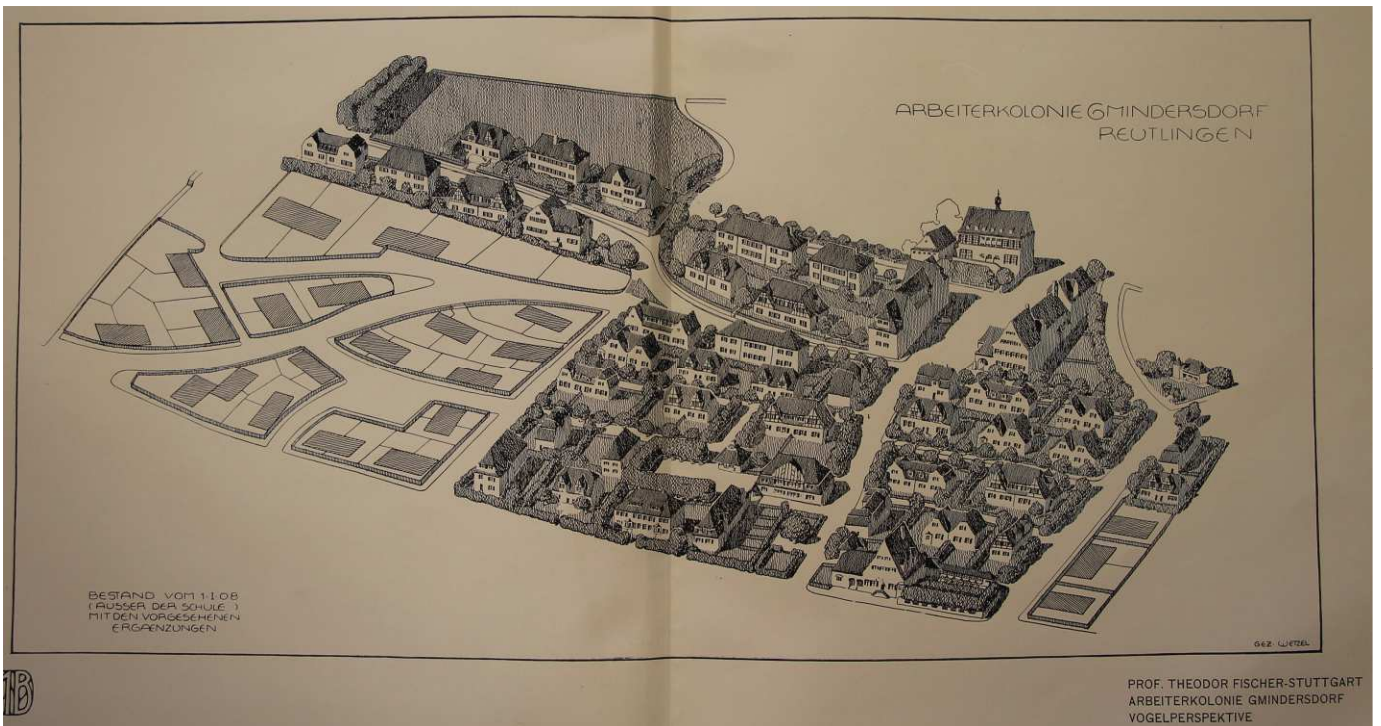 ARBEITERKOLONIE GMINDERSDORF
REUTLINGEN
BESTAND VOM 1·I·08
(AUSSER DER SCHULE)
MIT DEN VORGESEHENEN
ERGAENZUNGEN
GEZ. WETZEL
PROF. THEODOR FISCHER-STUTTGART
ARBEITERKOLONIE GMINDERSDORF
VOGELPERSPEKTIVE